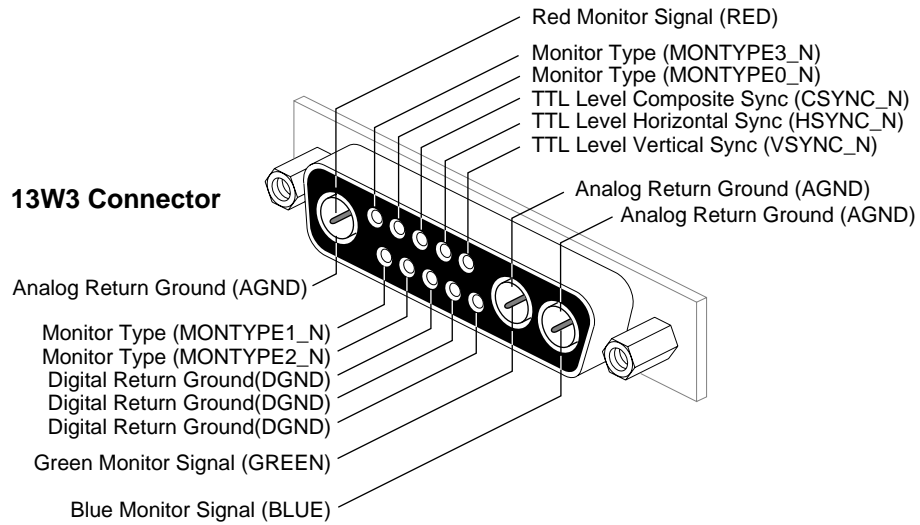 Red Monitor Signal (RED)
Monitor Type (MONTYPE3_N)
Monitor Type (MONTYPE0_N)
TTL Level Composite Sync (CSYNC_N)
TTL Level Horizontal Sync (HSYNC_N)
TTL Level Vertical Sync (VSYNC_N)
Analog Return Ground (AGND)
Analog Return Ground (AGND)
13W3 Connector
Analog Return Ground (AGND)
Monitor Type (MONTYPE1_N)
Monitor Type (MONTYPE2_N)
Digital Return Ground(DGND)
Digital Return Ground(DGND)
Digital Return Ground(DGND)
Green Monitor Signal (GREEN)
Blue Monitor Signal (BLUE)